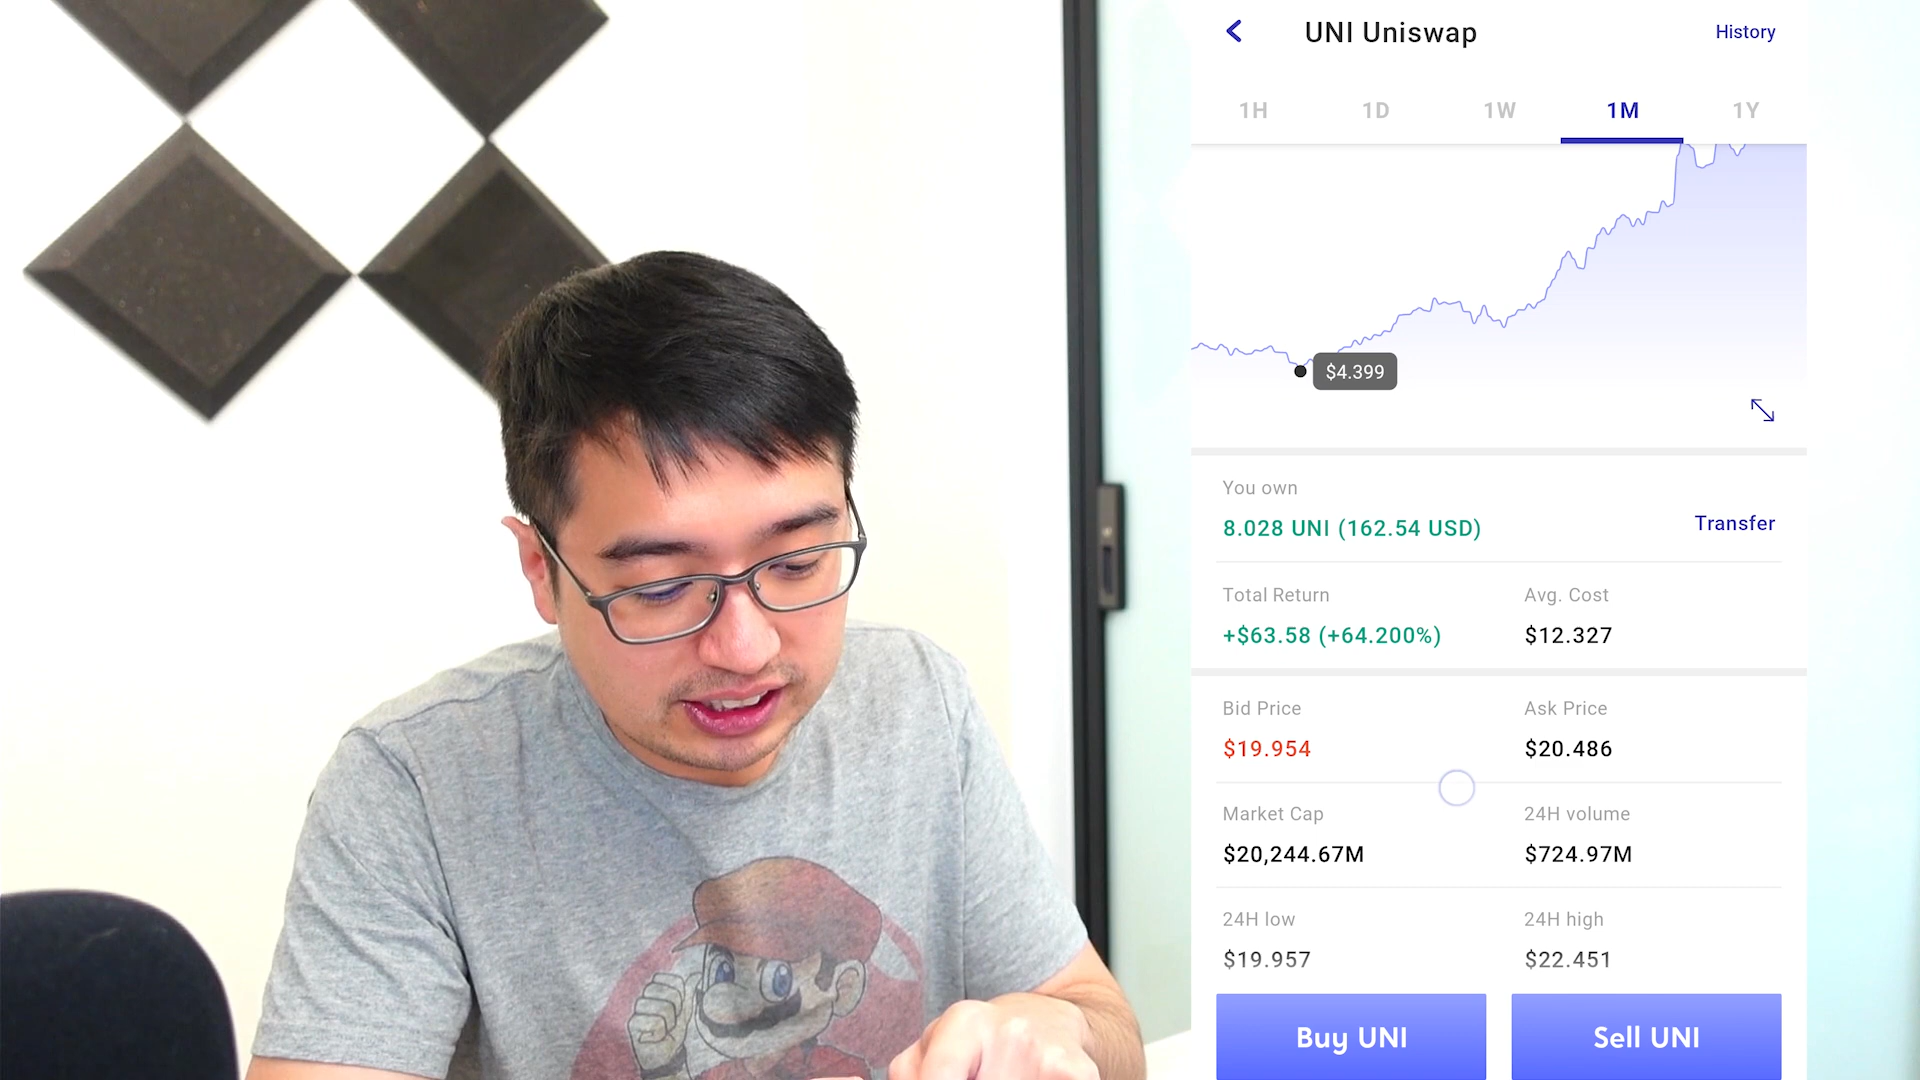 UNI Uniswap
History
1H 1D 1W 1M 1Y
$4.399
You own
8.028 UNI (162.54 USD)
Transfer
Total Return
Avg. Cost
+$63.58 (+64.200%)
$12.327
Bid Price
Ask Price
$19.954
$20.486
Market Cap
24H volume
$20,244.67M
$724.97M
24H low
24H high
$19.957
$22.451
Buy UNI
Sell UNI